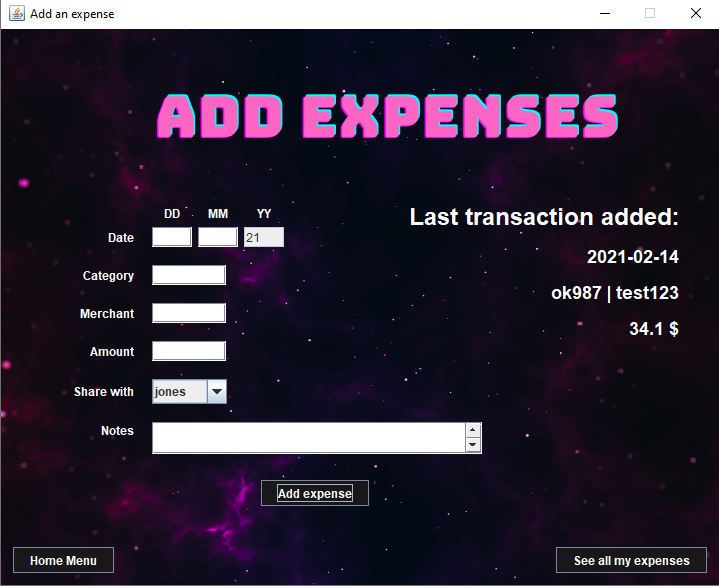 Add an expense
ADD EXPENSES
DD MM YY
Date 21
Category
Merchant
Amount
Share with jones
Notes
Add expense
Last transaction added:
2021-02-14
ok987 | test123
34.1 $
Home Menu
See all my expenses